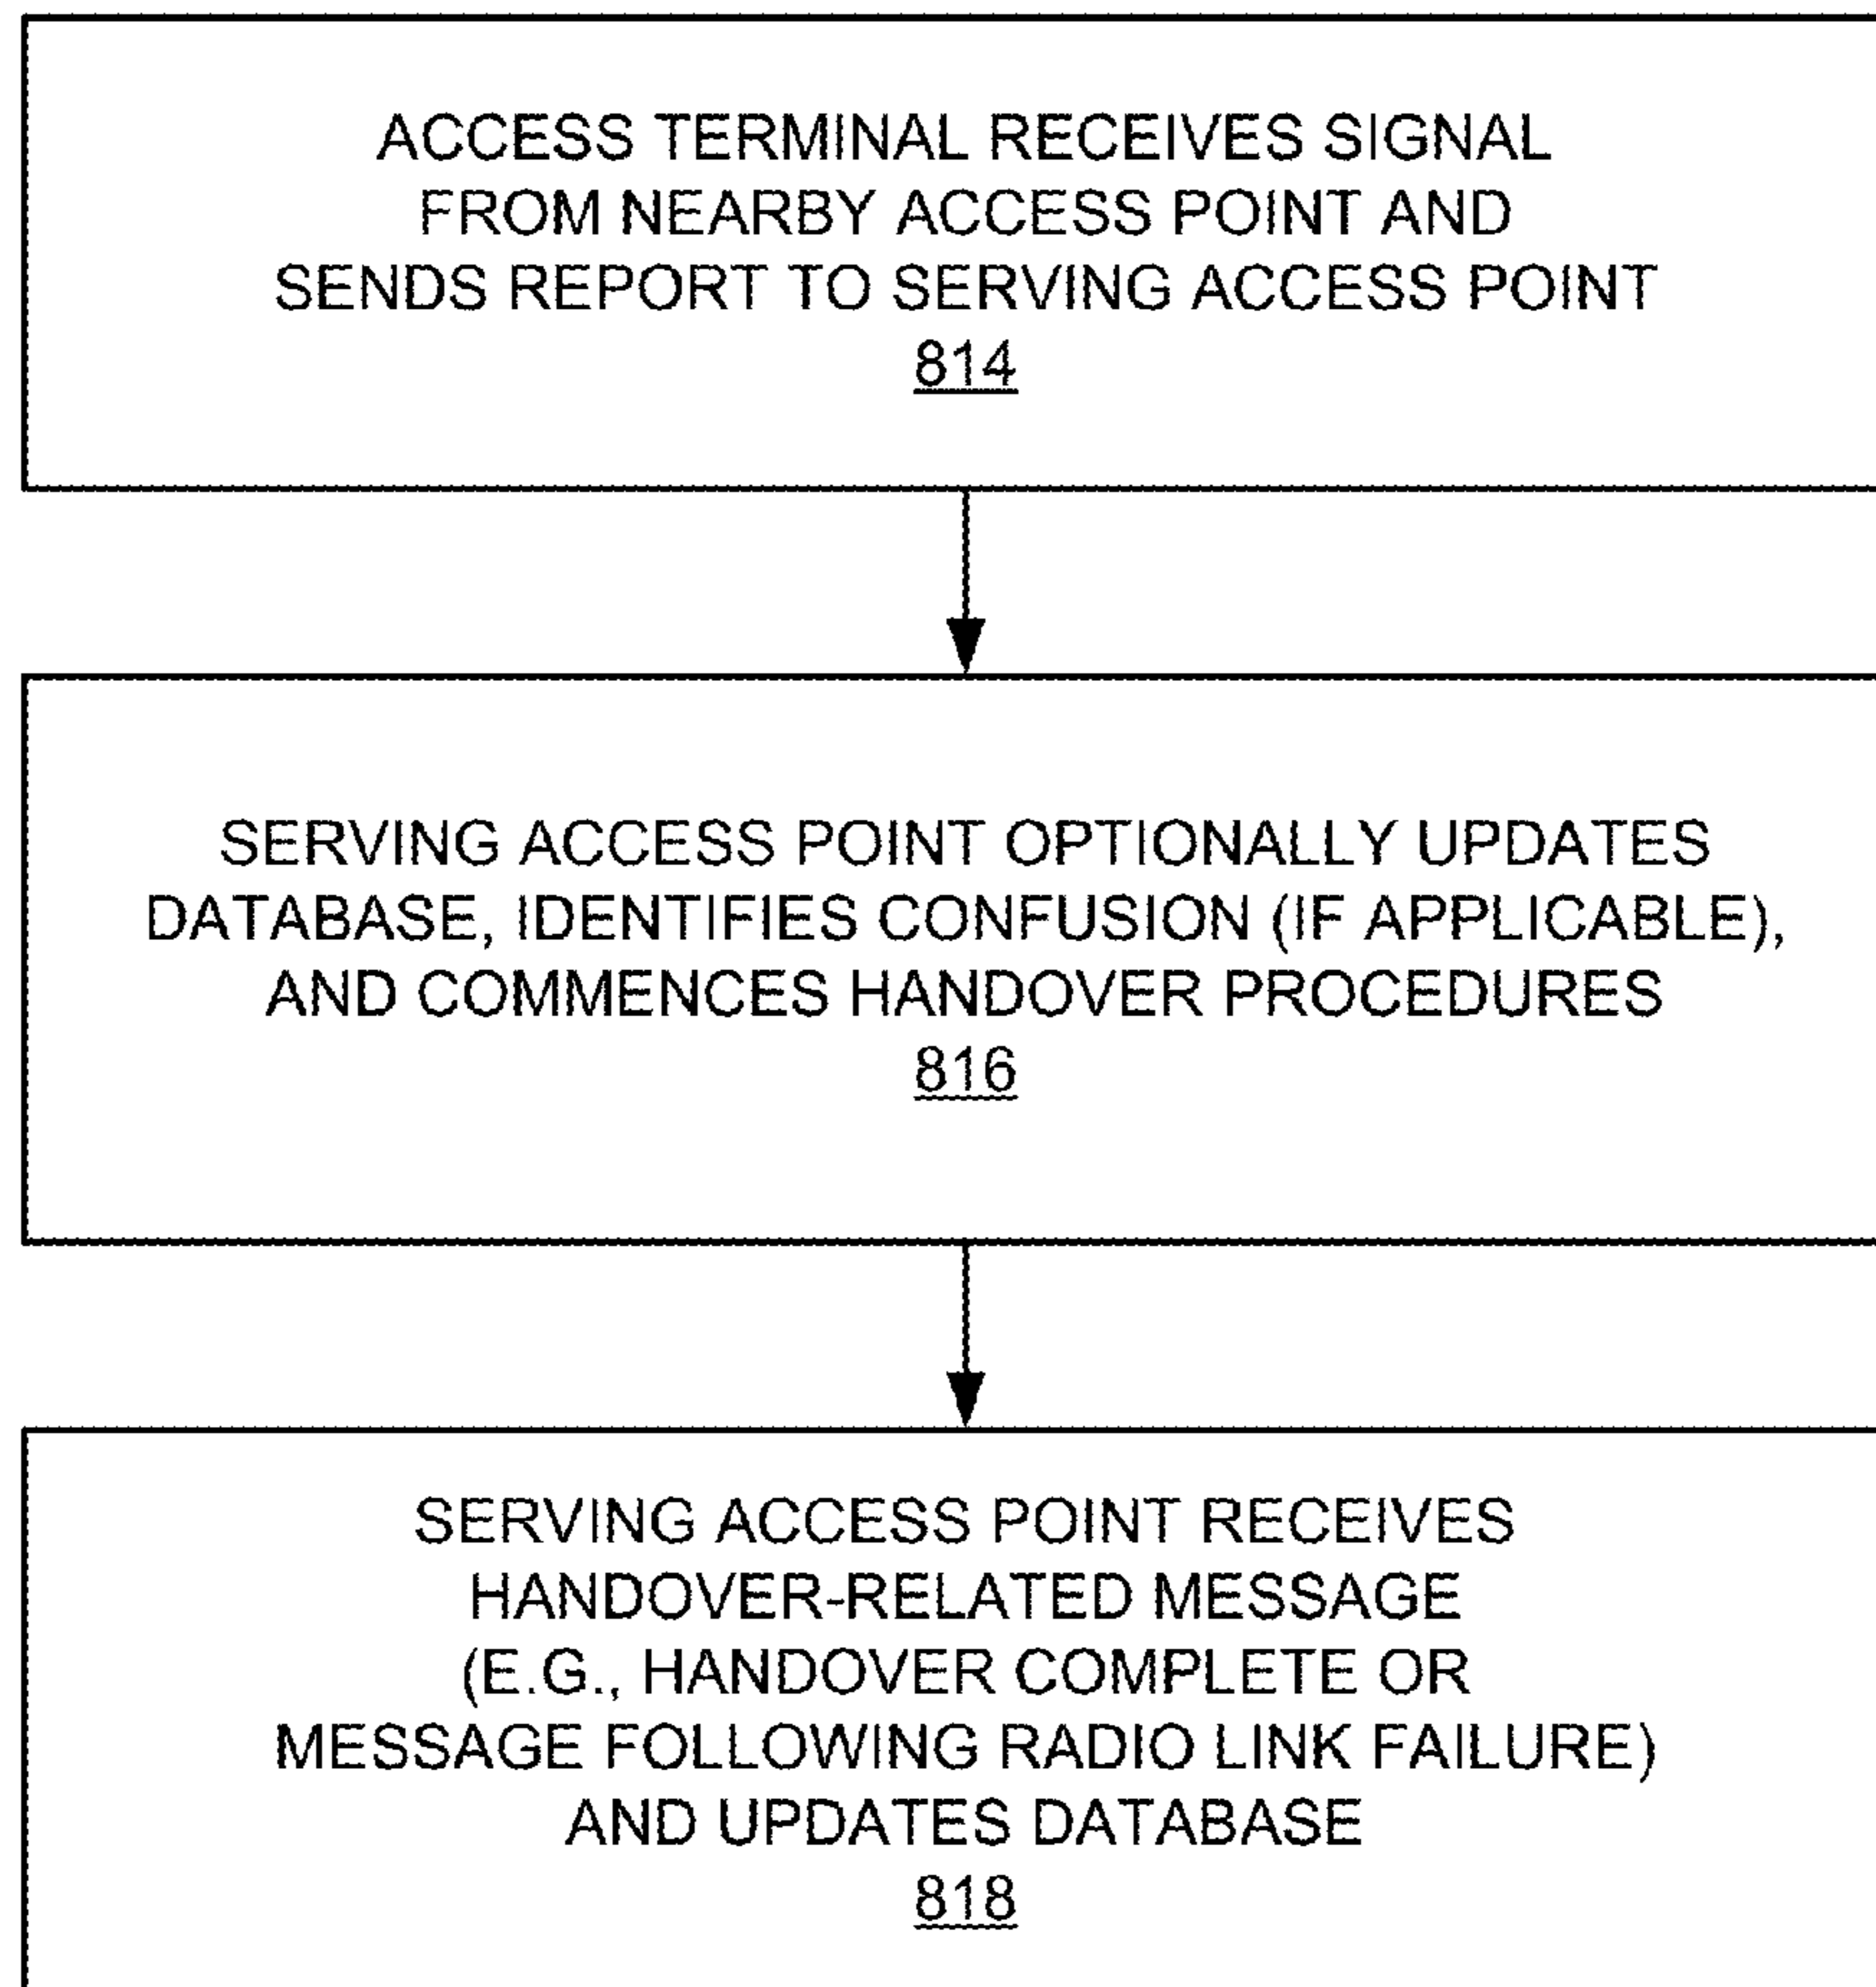 ACCESS TERMINAL RECEIVES SIGNAL
FROM NEARBY ACCESS POINT AND
SENDS REPORT TO SERVING ACCESS POINT
814
SERVING ACCESS POINT OPTIONALLY UPDATES
DATABASE, IDENTIFIES CONFUSION (IF APPLICABLE),
AND COMMENCES HANDOVER PROCEDURES
816
SERVING ACCESS POINT RECEIVES
HANDOVER-RELATED MESSAGE
(E.G., HANDOVER COMPLETE OR
MESSAGE FOLLOWING RADIO LINK FAILURE)
AND UPDATES DATABASE
818